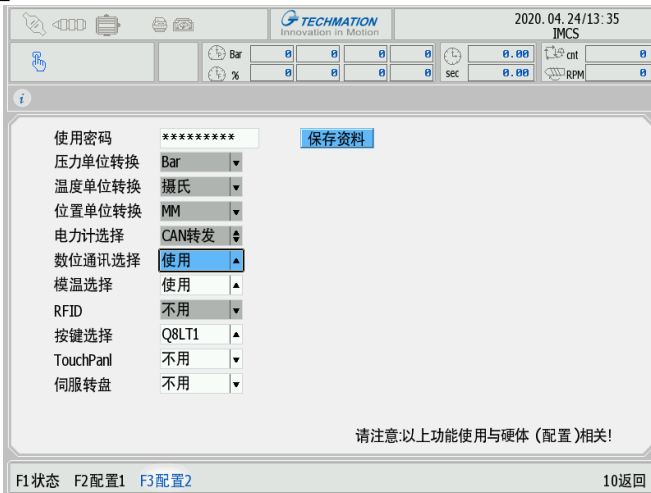 TECHMATION
Innovation in Motion
2020.04.24/13:35
IMCS
Bar 0 0 0 0 0.00 cnt 0
% 0 0 0 0 sec 0.00 RPM 0
i
使用密码 ********* 保存资料
压力单位转换 Bar
温度单位转换 摄氏
位置单位转换 MM
电力计选择 CAN转发
数位通讯选择 使用
模温选择 使用
RFID 不用
按键选择 Q8LT1
TouchPanl 不用
伺服转盘 不用
请注意:以上功能使用与硬体 (配置)相关!
F1状态 F2配置1 F3配置2 10返回